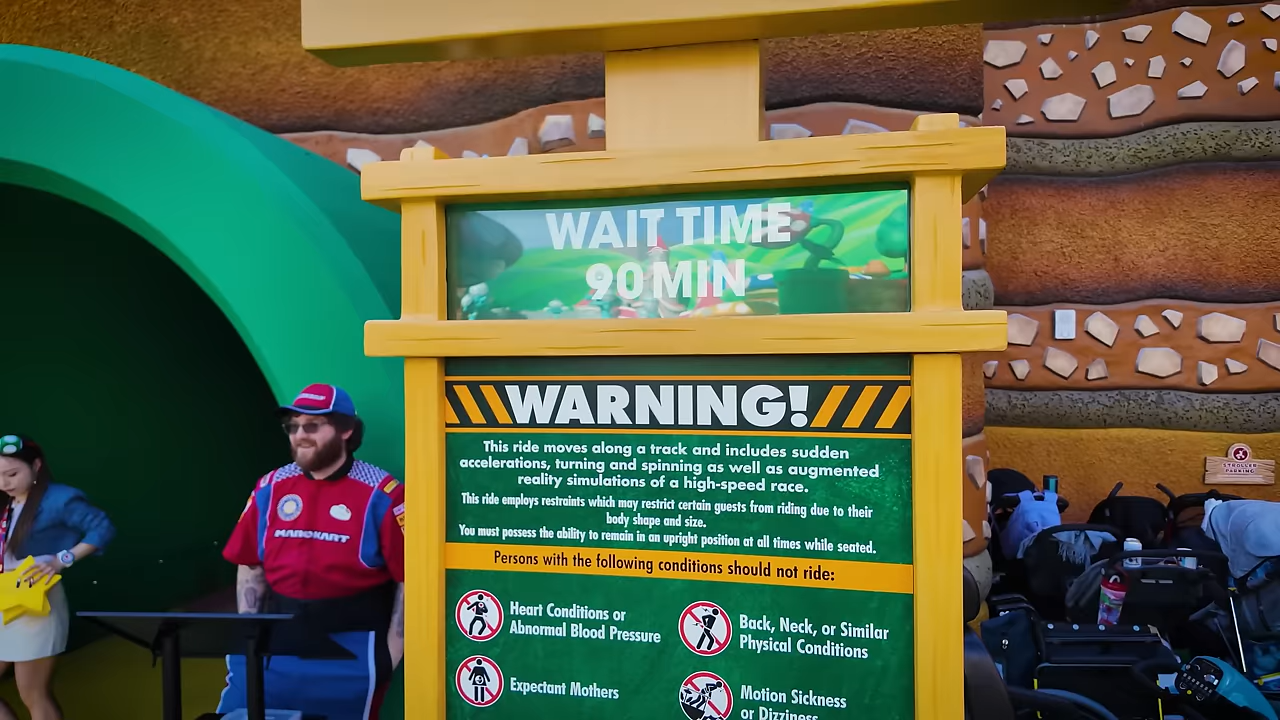 WAIT TIME
90 MIN
WARNING!
This ride moves along a track and includes sudden
accelerations, turning and spinning as well as augmented
reality simulations of a high-speed race.
This ride employs restraints which may restrict certain guests from riding due to their
body shape and size.
You must possess the ability to remain in an upright position at all times while seated.
Persons with the following conditions should not ride:
Heart Conditions or
Abnormal Blood Pressure
Back, Neck, or Similar
Physical Conditions
Expectant Mothers
Motion Sickness
or Dizziness
MARIOKART
STROLLER
PARKING